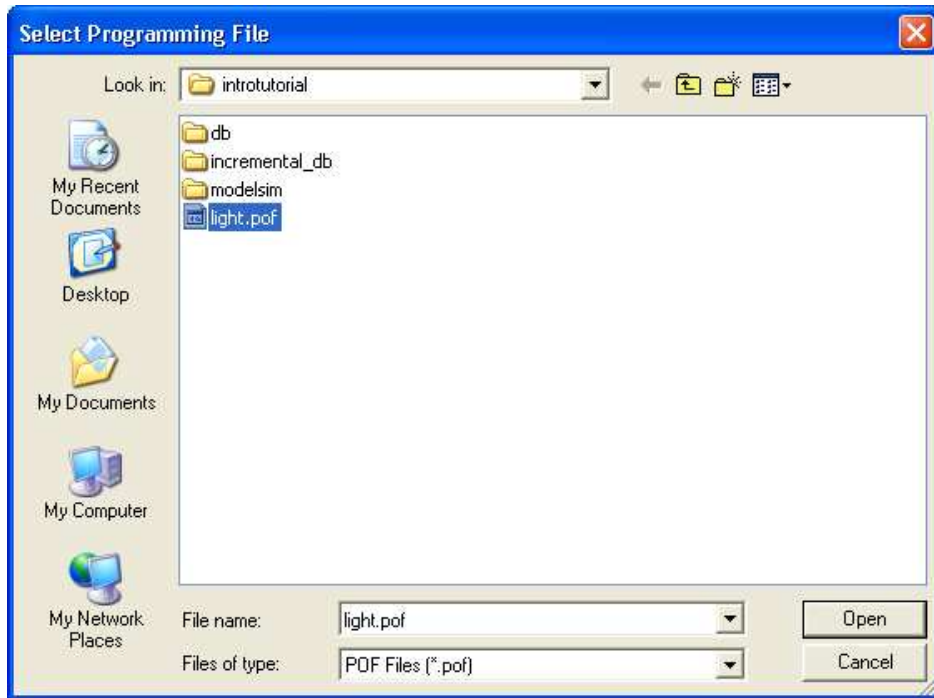 Select Programming File
Look in:
introtutorial
My Recent
Documents
Desktop
My Documents
My Computer
My Network
Places
db
incremental_db
modelsim
light.pof
File name:
light.pof
Open
Files of type:
POF Files (*.pof)
Cancel